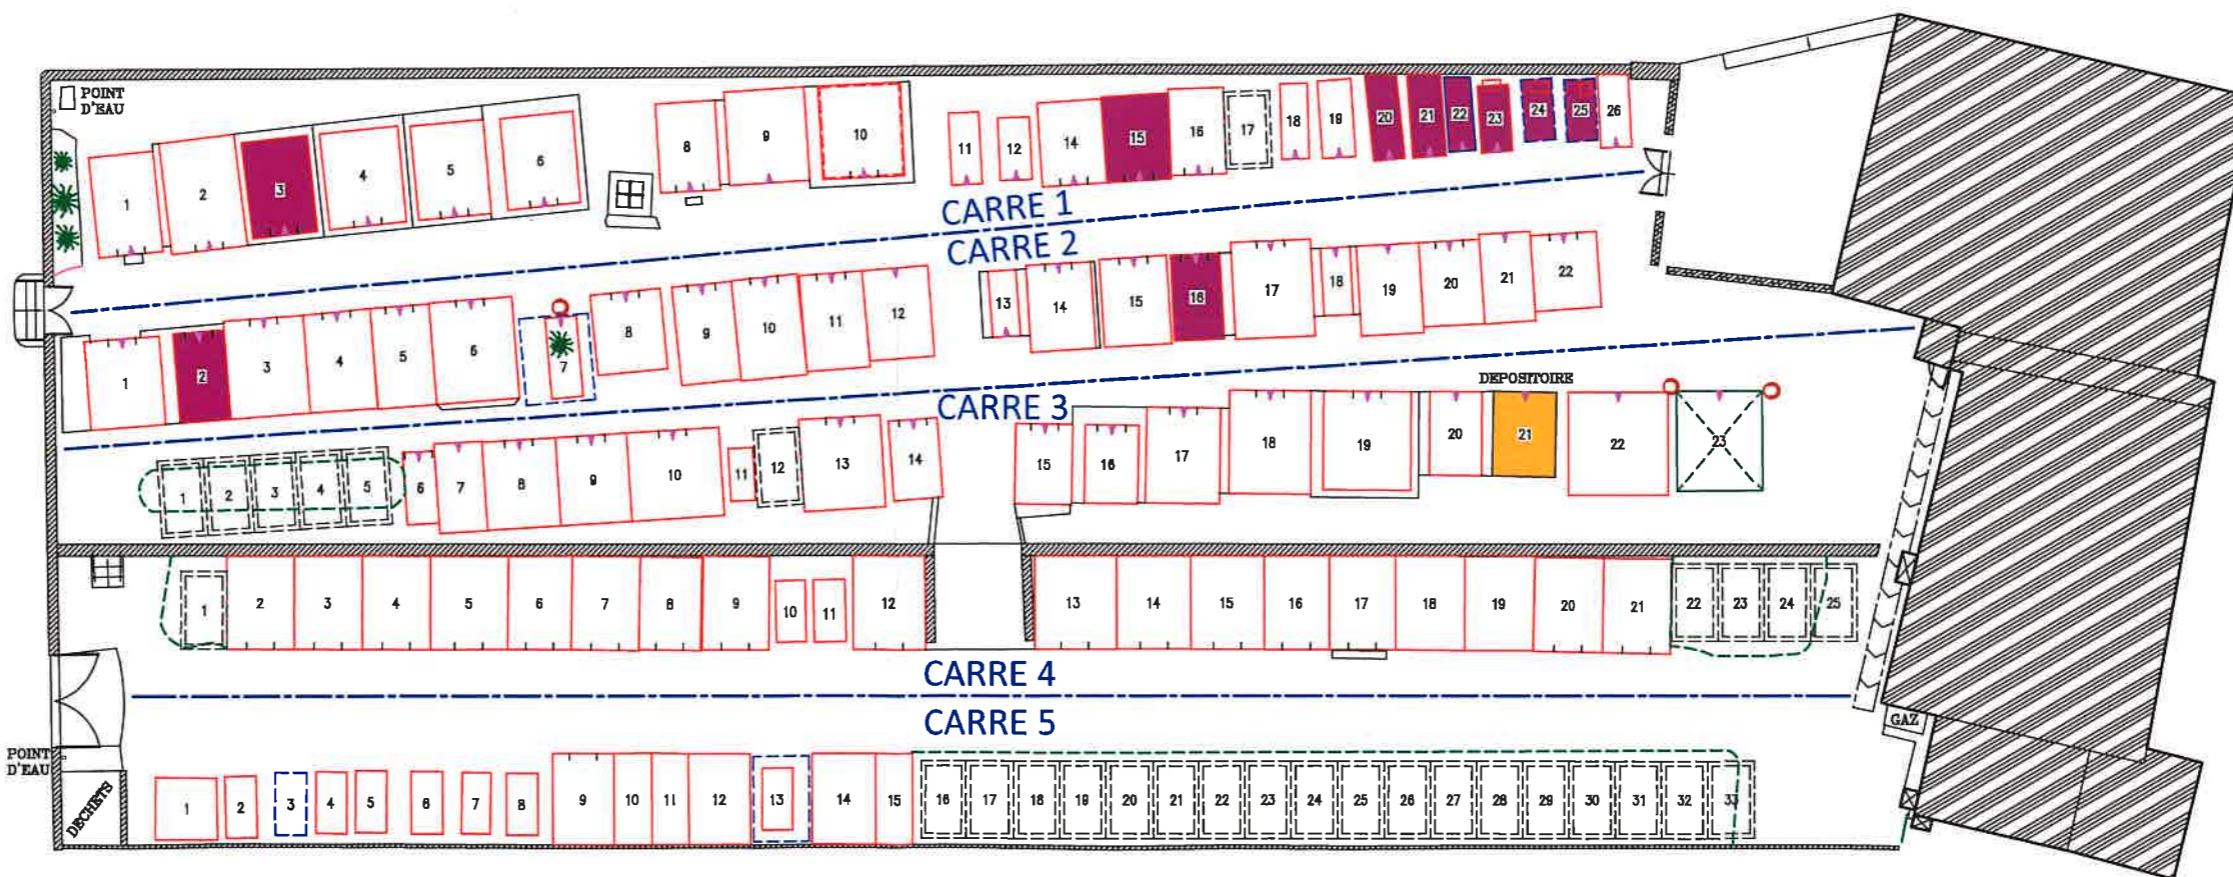 POINT
D'EAU
1 2 3 4 5 6 8 9 10 11 12 14 15 16 17 18 19 20 21 22 23 24 25 26
CARRE 1
CARRE 2
1 2 3 4 5 6 7 8 9 10 11 12 13 14 15 16 17 18 19 20 21 22
CARRE 3
DEPOSITOIRE
1 2 3 4 5 6 7 8 9 10 11 12 13 14 15 16 17 18 19 20 21 22 23
1 2 3 4 5 6 7 8 9 10 11 12 13 14 15 16 17 18 19 20 21 22 23 24 25
CARRE 4
CARRE 5
GAZ
POINT
D'EAU
DECHETS
1 2 3 4 5 6 7 8 9 10 11 12 13 14 15 16 17 18 19 20 21 22 23 24 25 26 27 28 29 30 31 32 33